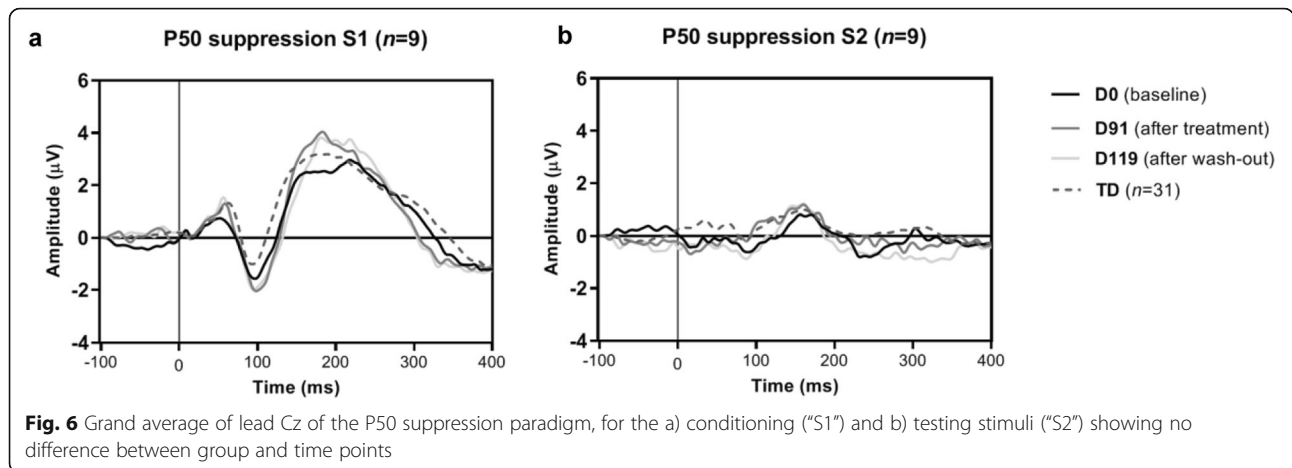 a
P50 suppression S1 (n=9)
Amplitude (µV)
6
4
2
0
-2
-4
-100
0
100
200
300
400
Time (ms)
b
P50 suppression S2 (n=9)
Amplitude (µV)
6
4
2
0
-2
-4
-100
0
100
200
300
400
Time (ms)
D0 (baseline)
D91 (after treatment)
D119 (after wash-out)
TD (n=31)
Fig. 6 Grand average of lead Cz of the P50 suppression paradigm, for the a) conditioning (“S1”) and b) testing stimuli (“S2”) showing no
difference between group and time points